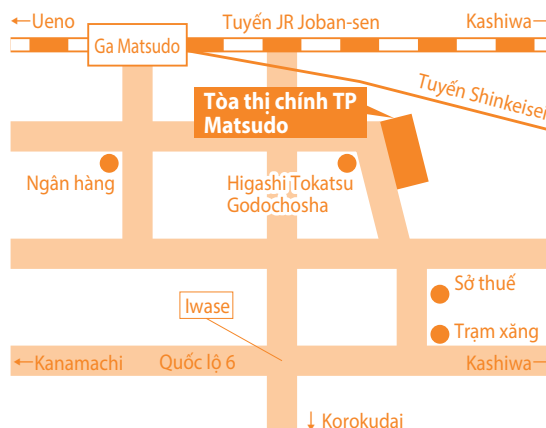 ←Ueno
Tuyến JR Joban-sen
Kashiwa→
Ga Matsudo
Tuyến Shinkeisen
Tòa thị chính TP
Matsudo
Ngân hàng
Higashi Tokatsu
Godochosha
Sở thuế
Iwase
Trạm xăng
←Kanamachi
Quốc lộ 6
Kashiwa→
↓ Korokudai